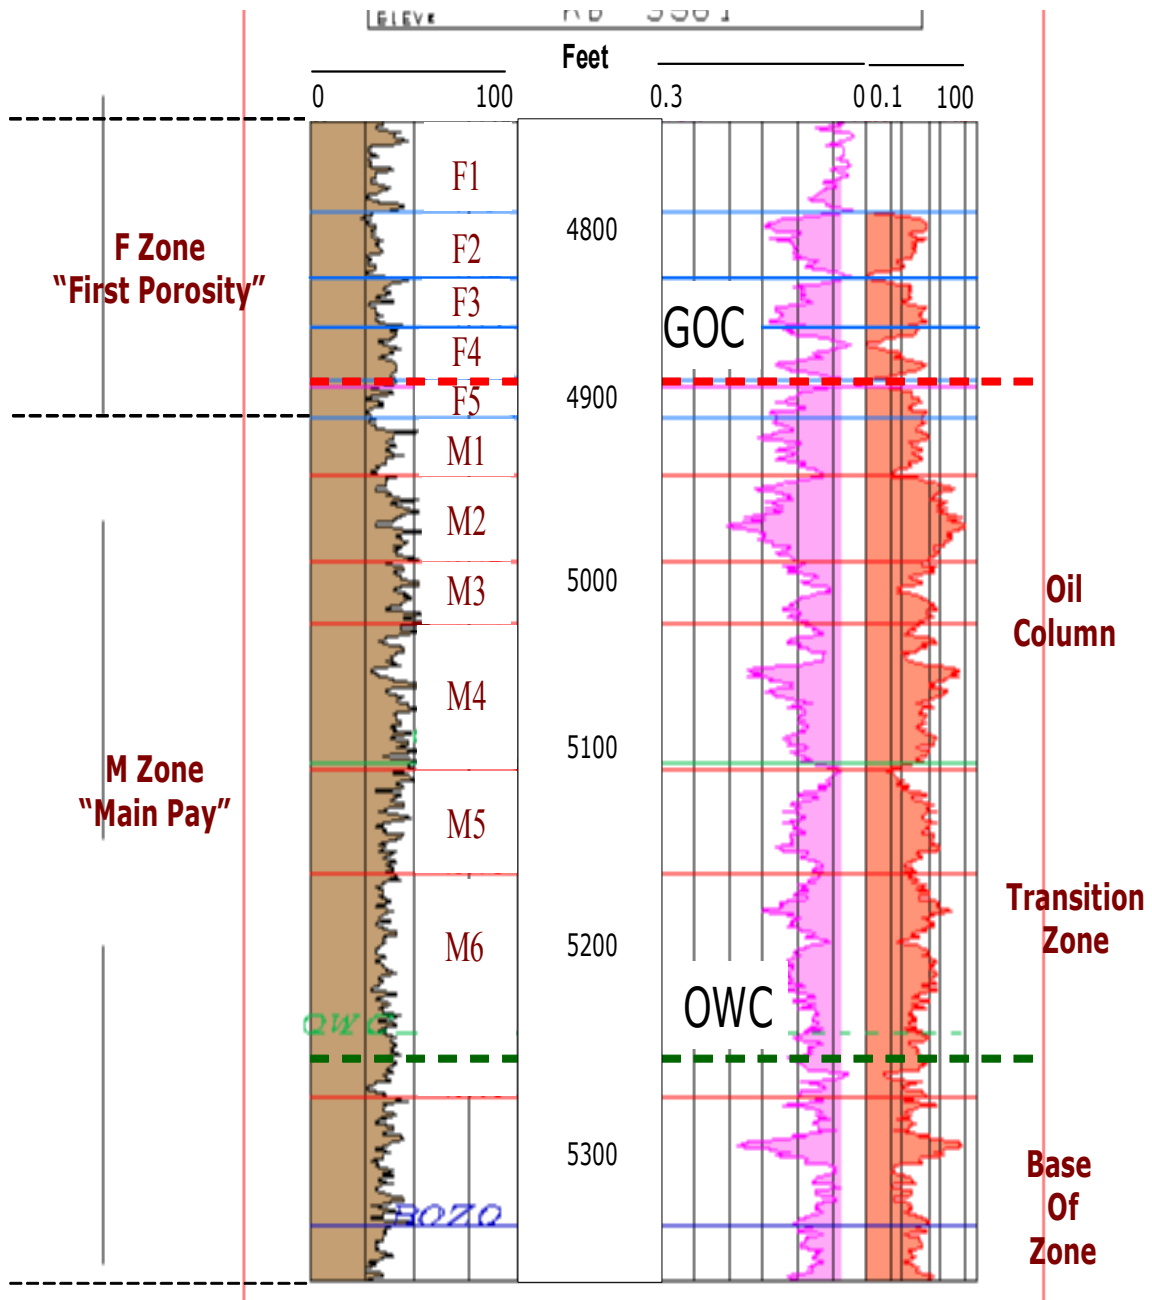 ELEV
Feet
0 100 0.3 0 0.1 100
F1
4800
F Zone
“First Porosity”
F2
F3
GOC
F4
4900
F5
M1
M2
5000
M3
Oil
Column
M4
5100
M Zone
“Main Pay”
M5
Transition
Zone
M6
5200
OWC
OWC
5300
Base
Of
Zone
BOZO